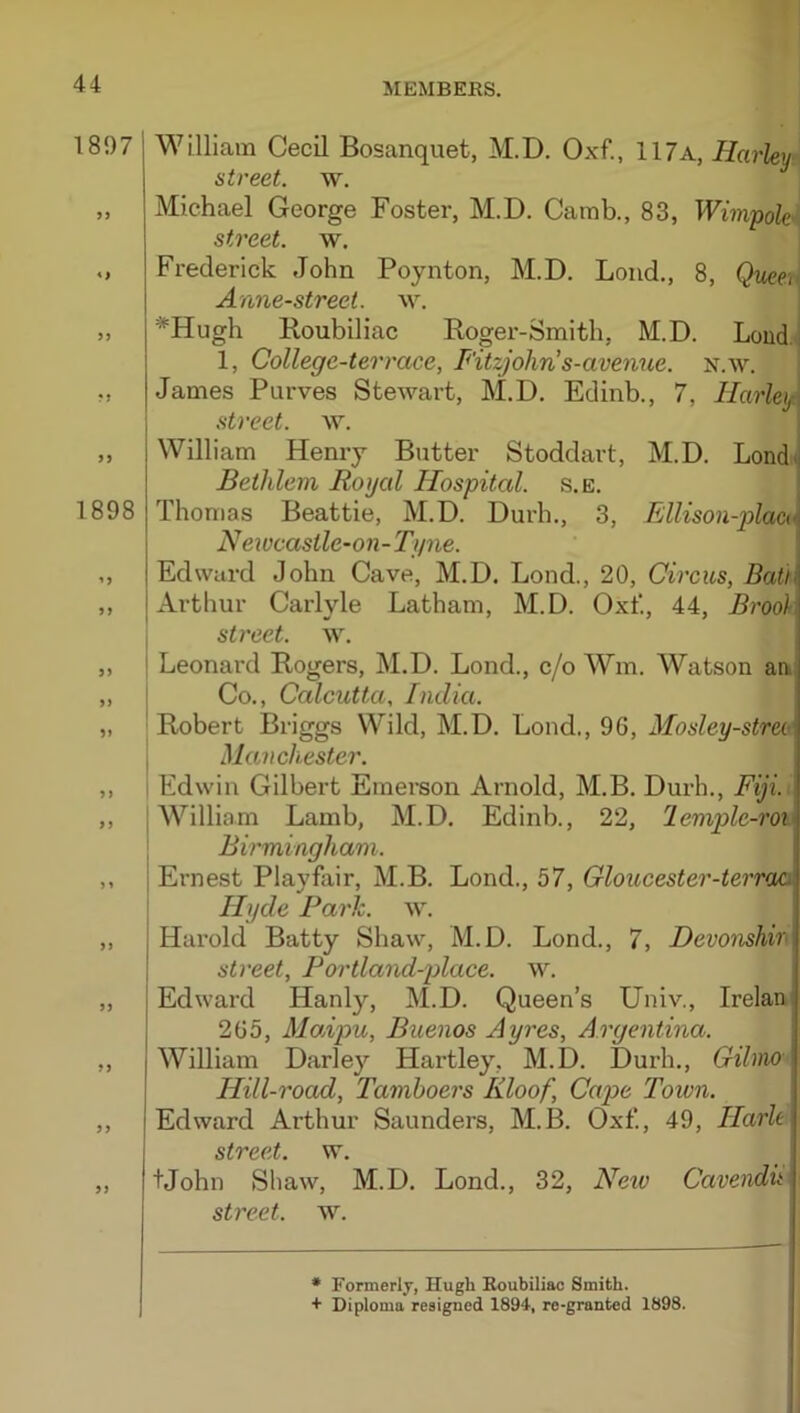 44
MEMBERS.
1897 William Cecil Bosanquet, M.D. Oxf., 117A, Harley
street. W.
„ Michael George Foster, M.D. Camb., 83, Wimpole
street. W.
„ Frederick John Poynton, M.D. Lond., 8, Queen
Anne-street. W.
„ *Hugh Roubiliac Roger-Smith, M.D. Lond.
1, College-terrace, Fitzjohn's-avenue. N.W.
„ James Purves Stewart, M.D. Edinb., 7, Harley
street. W.
„ William Henry Butter Stoddart, M.D. Lond
Bethlem Royal Hospital. S.E.
1898 Thomas Beattie, M.D. Durh., 3, Ellison-place
Newcastle-on-Tyne.
„ Edward John Cave, M.D. Lond., 20, Circus, Bath
„ Arthur Carlyle Latham, M.D. Oxf., 44, Brook
street. W.
„ Leonard Rogers, M.D. Lond., c/o Wm. Watson an
„ Co., Calcutta, India.
„ Robert Briggs Wild, M.D. Lond., 96, Mosley-stree
Manchester.
„ Edwin Gilbert Emerson Arnold, M.B. Durh., Fiji.
„ William Lamb, M.D. Edinb., 22, Temple-ro
Birmingham.
„ Ernest Playfair, M.B. Lond., 57, Gloucester-terrac
Hyde Park. W.
„ Harold Batty Shaw, M.D. Lond., 7, Devonshir
street, Portland-place. W.
„ Edward Hanly, M.D. Queen's Univ., Irelan
265, Maipu, Buenos Ayres, Argentina.
„ William Darley Hartley, M.D. Durh., Gilmo
Hill-road, Tamboers Kloof, Cape Town.
„ Edward Arthur Saunders, M.B. Oxf., 49, Harle
street. W.
„ †John Shaw, M.D. Lond., 32, New Cavendis
street. W.
* Formerly, Hugh Roubiliac Smith.
+ Diploma resigned 1894, re-granted 1898.